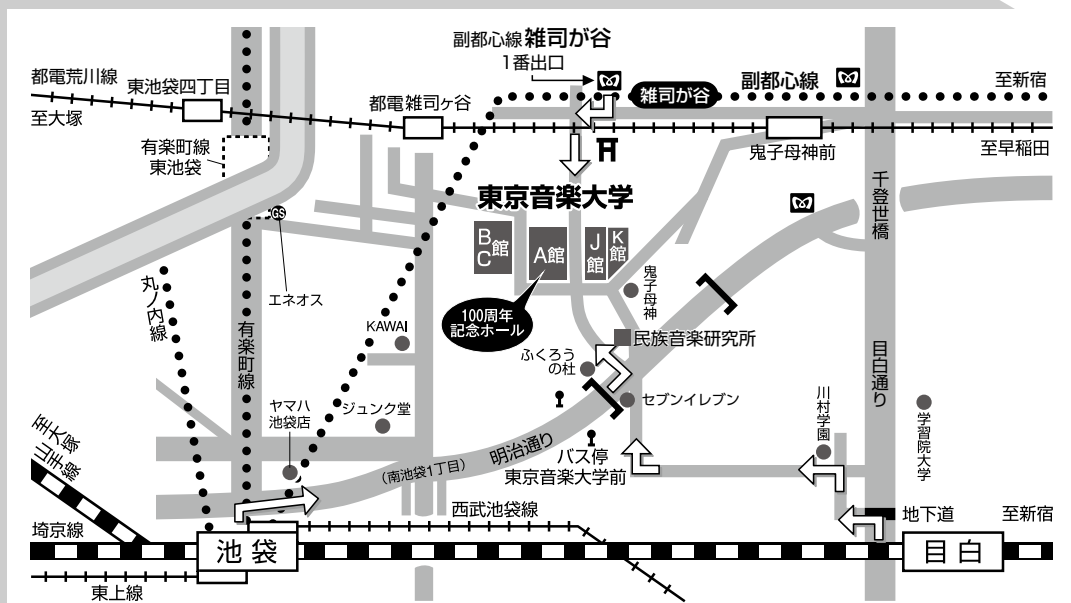 副都心線 雑司が谷
1番出口
都電荒川線
東池袋四丁目
至大塚
都電雑司ヶ谷
雑司が谷
副都心線
至新宿
鬼子母神前
至早稲田
有楽町線
東池袋
東京音楽大学
千登世橋
GS
BC館
A館
J館
K館
エネオス
丸ノ内線
100周年
記念ホール
鬼子母神
有楽町線
KAWAI
民族音楽研究所
ふくろう
の杜
目白通り
ヤマハ
池袋店
ジュンク堂
セブンイレブン
川村学園
学習院大学
至大塚
山手線
(南池袋1丁目)
明治通り
バス停
東京音楽大学前
西武池袋線
地下道
至新宿
埼京線
池袋
目白
東上線